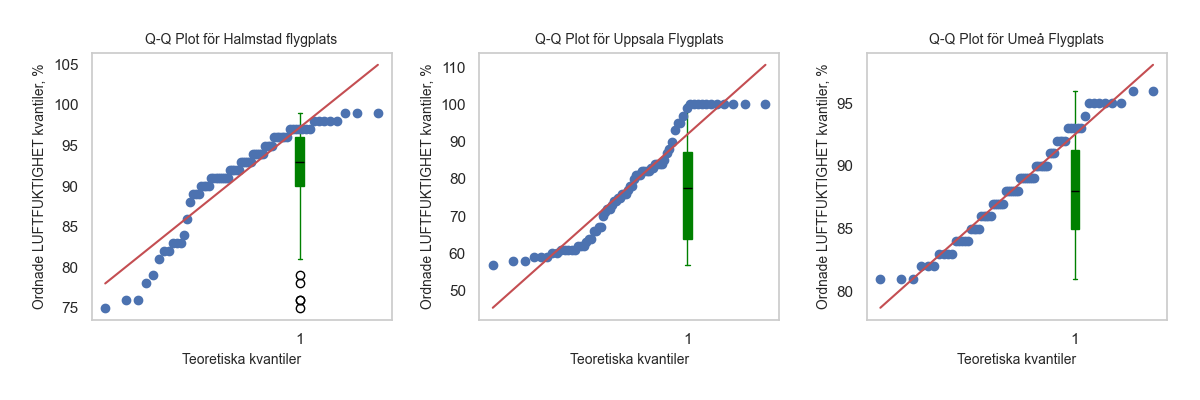 Q-Q Plot för Halmstad flygplats
Ordnade LUFTFUKTIGHET kvantiler, %
105
100
95
90
85
80
75
1
Teoretiska kvantiler
Q-Q Plot för Uppsala Flygplats
Ordnade LUFTFUKTIGHET kvantiler, %
110
100
90
80
70
60
50
1
Teoretiska kvantiler
Q-Q Plot för Umeå Flygplats
Ordnade LUFTFUKTIGHET kvantiler, %
95
90
85
80
1
Teoretiska kvantiler